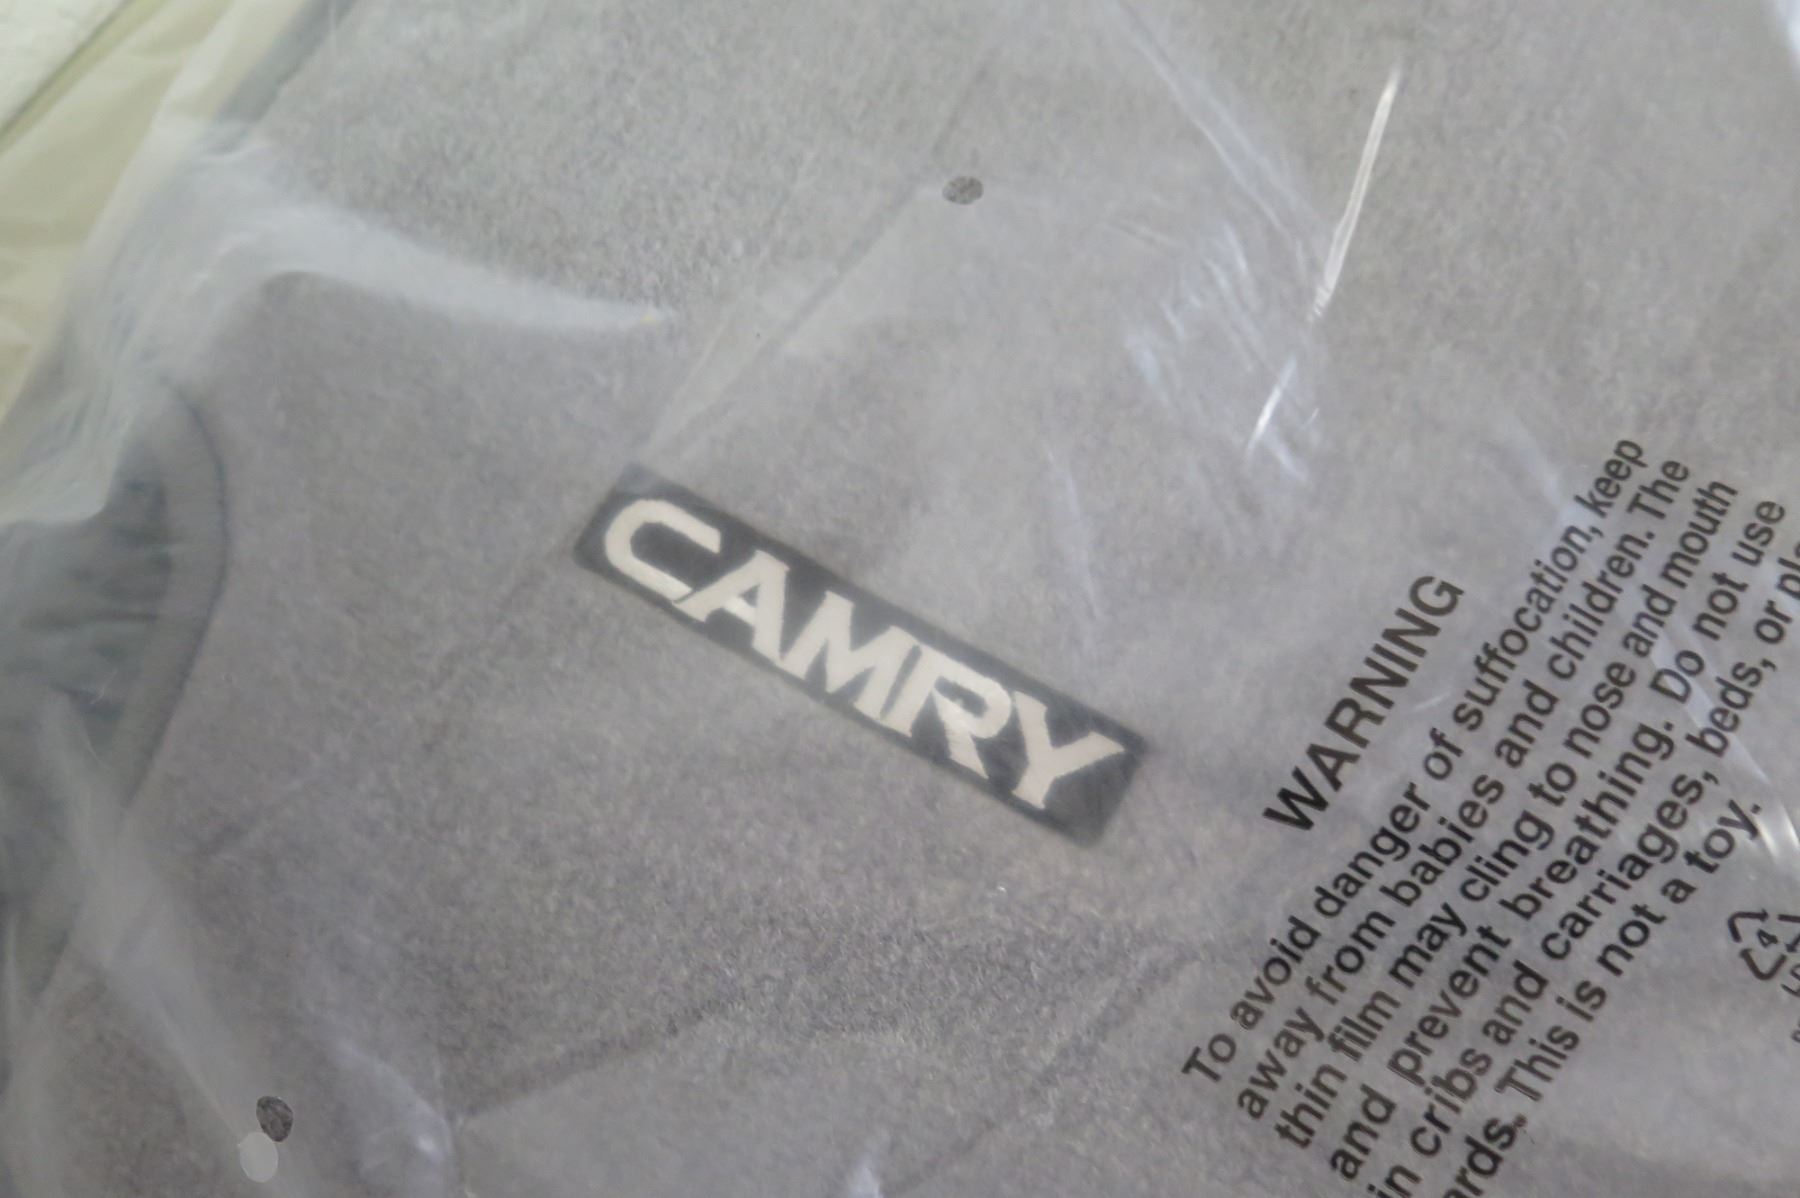 CAMRY
WARNING
To avoid danger of suffocation, keep
away from babies and children. The
thin film may cling to nose and mouth
and prevent breathing. Do not use
in cribs and carriages, beds, or
This is not a toy.
4